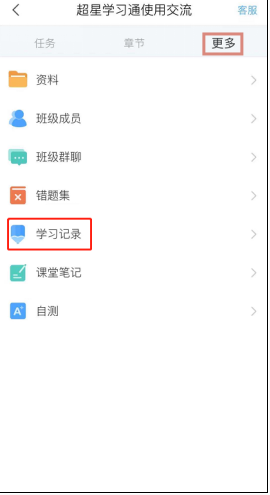 超星学习通使用交流 客服
任务 章节 更多
资料
班级成员
班级群聊
错题集
学习记录
课堂笔记
自测